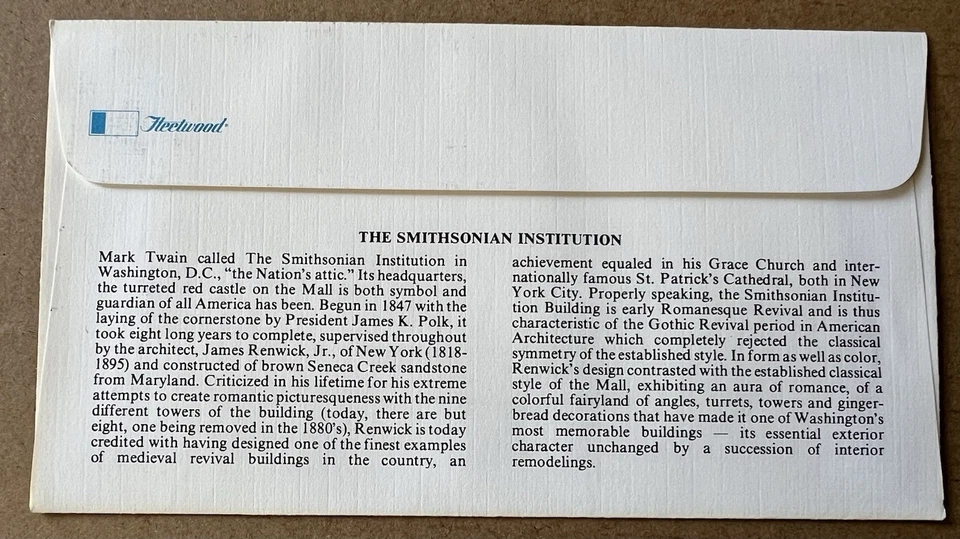 Fleetwood
THE SMITHSONIAN INSTITUTION
Mark Twain called The Smithsonian Institution in
Washington, D.C., “the Nation’s attic.” Its headquarters,
the turreted red castle on the Mall is both symbol and
guardian of all America has been. Begun in 1847 with the
laying of the cornerstone by President James K. Polk, it
took eight long years to complete, supervised throughout
by the architect, James Renwick, Jr., of New York (1818-
1895) and constructed of brown Seneca Creek sandstone
from Maryland. Criticized in his lifetime for his extreme
attempts to create romantic picturesqueness with the nine
different towers of the building (today, there are but
eight, one being removed in the 1880’s), Renwick is today
credited with having designed one of the finest examples
of medieval revival buildings in the country, an
achievement equaled in his Grace Church and inter-
nationally famous St. Patrick’s Cathedral, both in New
York City. Properly speaking, the Smithsonian Institu-
tion Building is early Romanesque Revival and is thus
characteristic of the Gothic Revival period in American
Architecture which completely rejected the classical
symmetry of the established style. In form as well as color,
Renwick’s design contrasted with the established classical
style of the Mall, exhibiting an aura of romance, of a
colorful fairyland of angles, turrets, towers and ginger-
bread decorations that have made it one of Washington’s
most memorable buildings — its essential exterior
character unchanged by a succession of interior
remodelings.